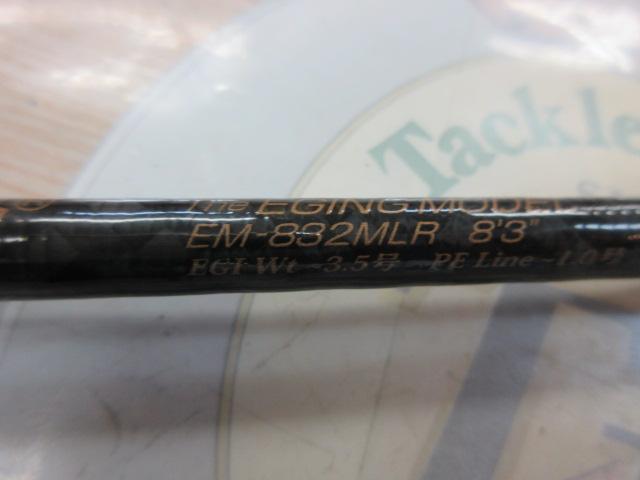 Tackle
The EGING MODEL
EM-832MLR 8'3"
EGI Wt~3.5号 PE Line~1.0号